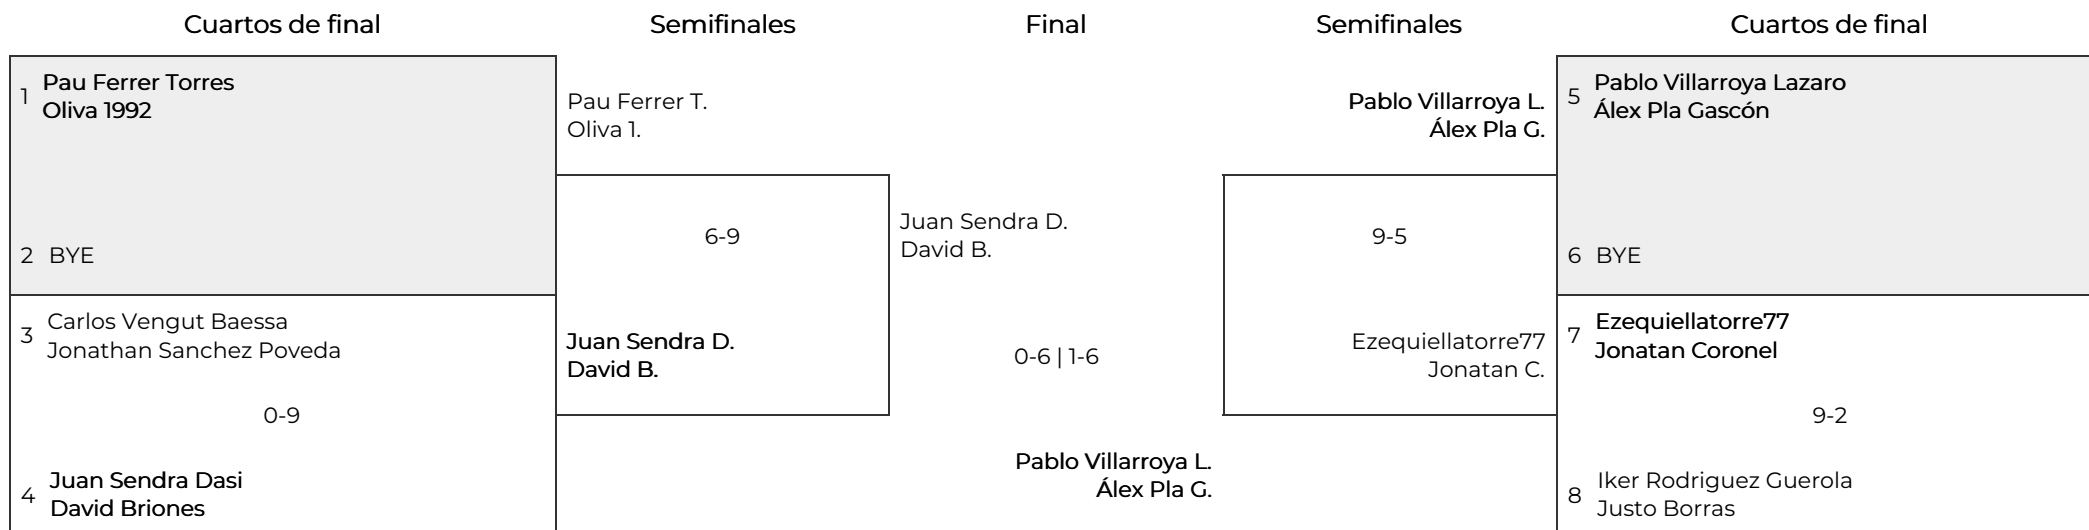 Cuartos de final
Semifinales
Final
Semifinales
Cuartos de final
1
Pau Ferrer Torres
Oliva 1992
2 BYE
3
Carlos Vengut Baessa
Jonathan Sanchez Poveda
0-9
4
Juan Sendra Dasi
David Briones
Pau Ferrer T.
Oliva 1.
6-9
Juan Sendra D.
David B.
Juan Sendra D.
David B.
0-6 | 1-6
Pablo Villarroya L.
Álex Pla G.
Pablo Villarroya L.
Álex Pla G.
9-5
Ezequiellatorre77
Jonatan C.
5
Pablo Villarroya Lazaro
Álex Pla Gascón
6 BYE
7
Ezequiellatorre77
Jonatan Coronel
9-2
8
Iker Rodriguez Guerola
Justo Borras